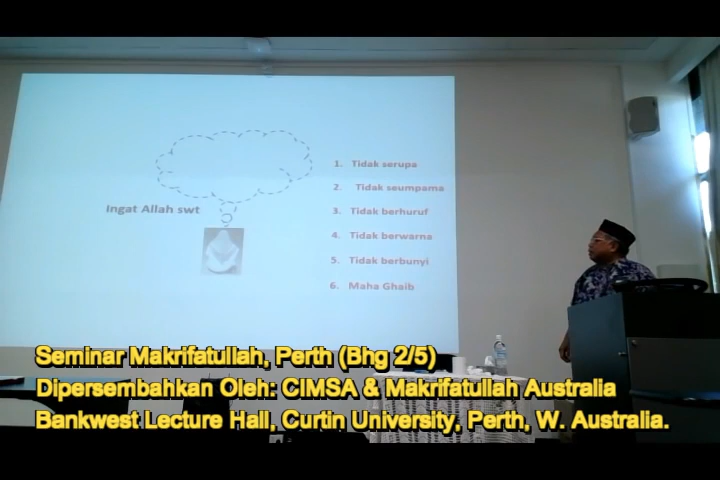 Ingat Allah swt
1. Tidak serupa
2. Tidak seumpama
3. Tidak berhuruf
4. Tidak berwarna
5. Tidak berbunyi
6. Maha Ghaib
Seminar Makrifatullah, Perth (Bhg 2/5)
Dipersembahkan Oleh: CIMSA & Makrifatullah Australia
Bankwest Lecture Hall, Curtin University, Perth, W. Australia.